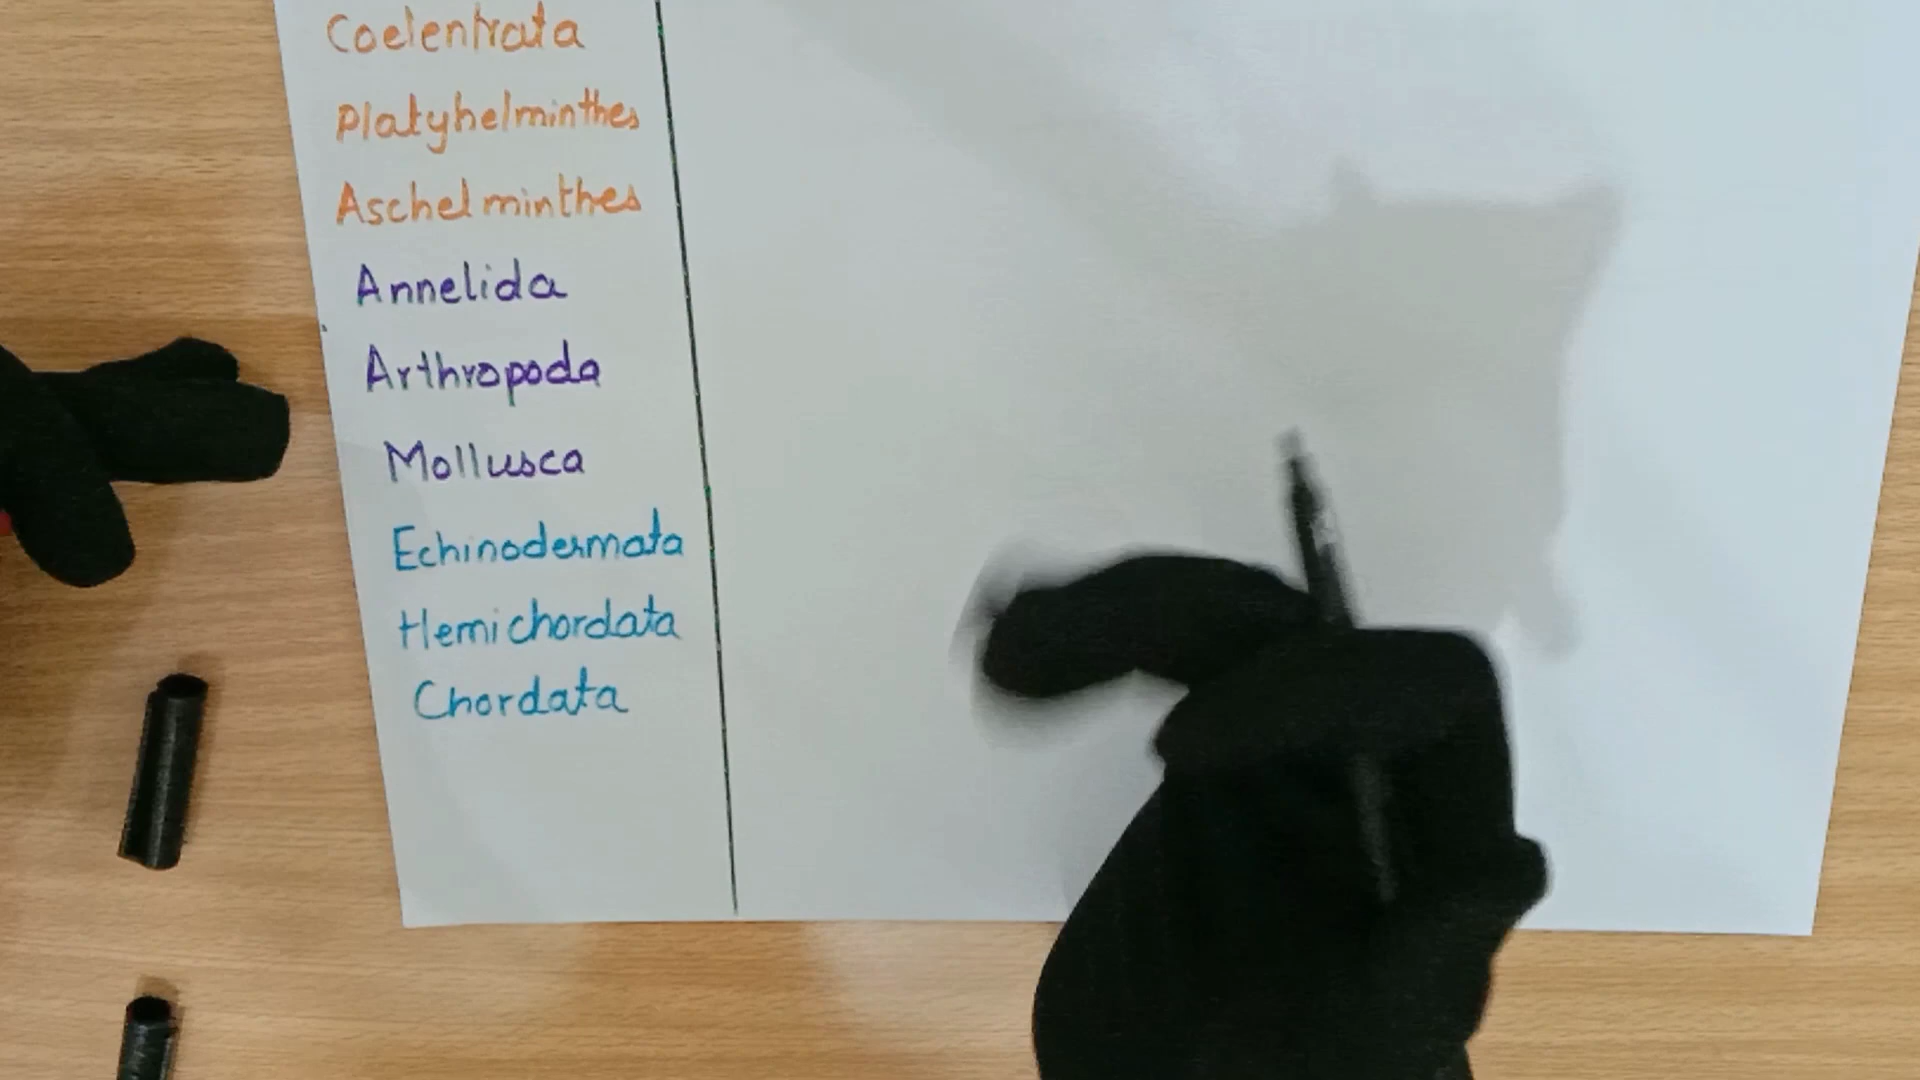 Coelentrata
Platyhelminthes
Aschelminthes
Annelida
Arthropoda
Mollusca
Echinodermata
Hemichordata
Chordata